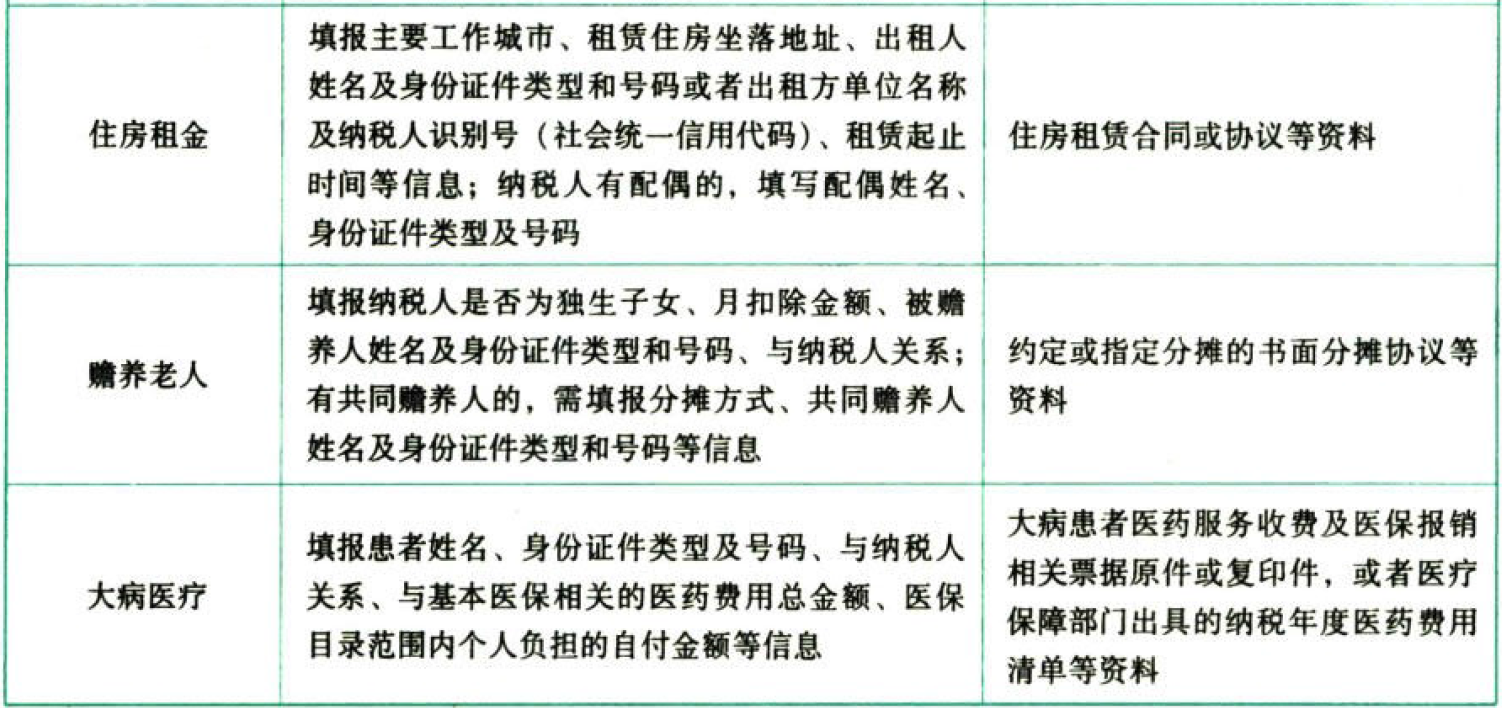 住房租金
填报主要工作城市、租赁住房坐落地址、出租人
姓名及身份证件类型和号码或者出租方单位名称
及纳税人识别号（社会统一信用代码）、租赁起止
时间等信息；纳税人有配偶的，填写配偶姓名、
身份证件类型及号码
住房租赁合同或协议等资料
赡养老人
填报纳税人是否为独生子女、月扣除金额、被赡
养人姓名及身份证件类型和号码、与纳税人关系；
有共同赡养人的，需填报分摊方式、共同赡养人
姓名及身份证件类型和号码等信息
约定或指定分摊的书面分摊协议等
资料
大病医疗
填报患者姓名、身份证件类型及号码、与纳税人
关系、与基本医保相关的医药费用总金额、医保
目录范围内个人负担的自付金额等信息
大病患者医药服务收费及医保报销
相关票据原件或复印件，或者医疗
保障部门出具的纳税年度医药费用
清单等资料